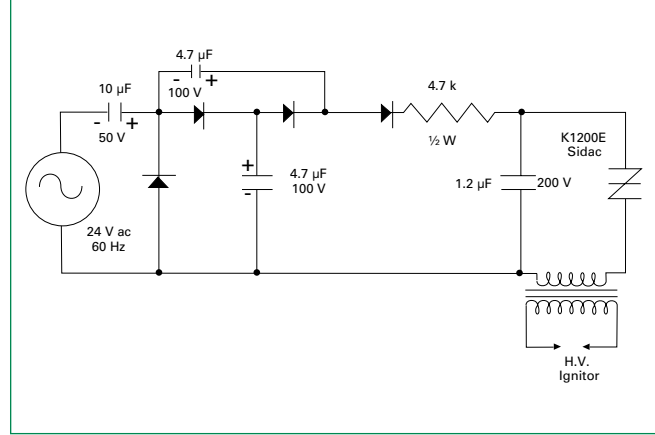 4.7 µF
- +
100 V
10 µF
- +
50 V
4.7 k
½ W
K1200E
Sidac
+
4.7 µF
100 V
-
1.2 µF
200 V
24 V ac
60 Hz
H.V.
Ignitor